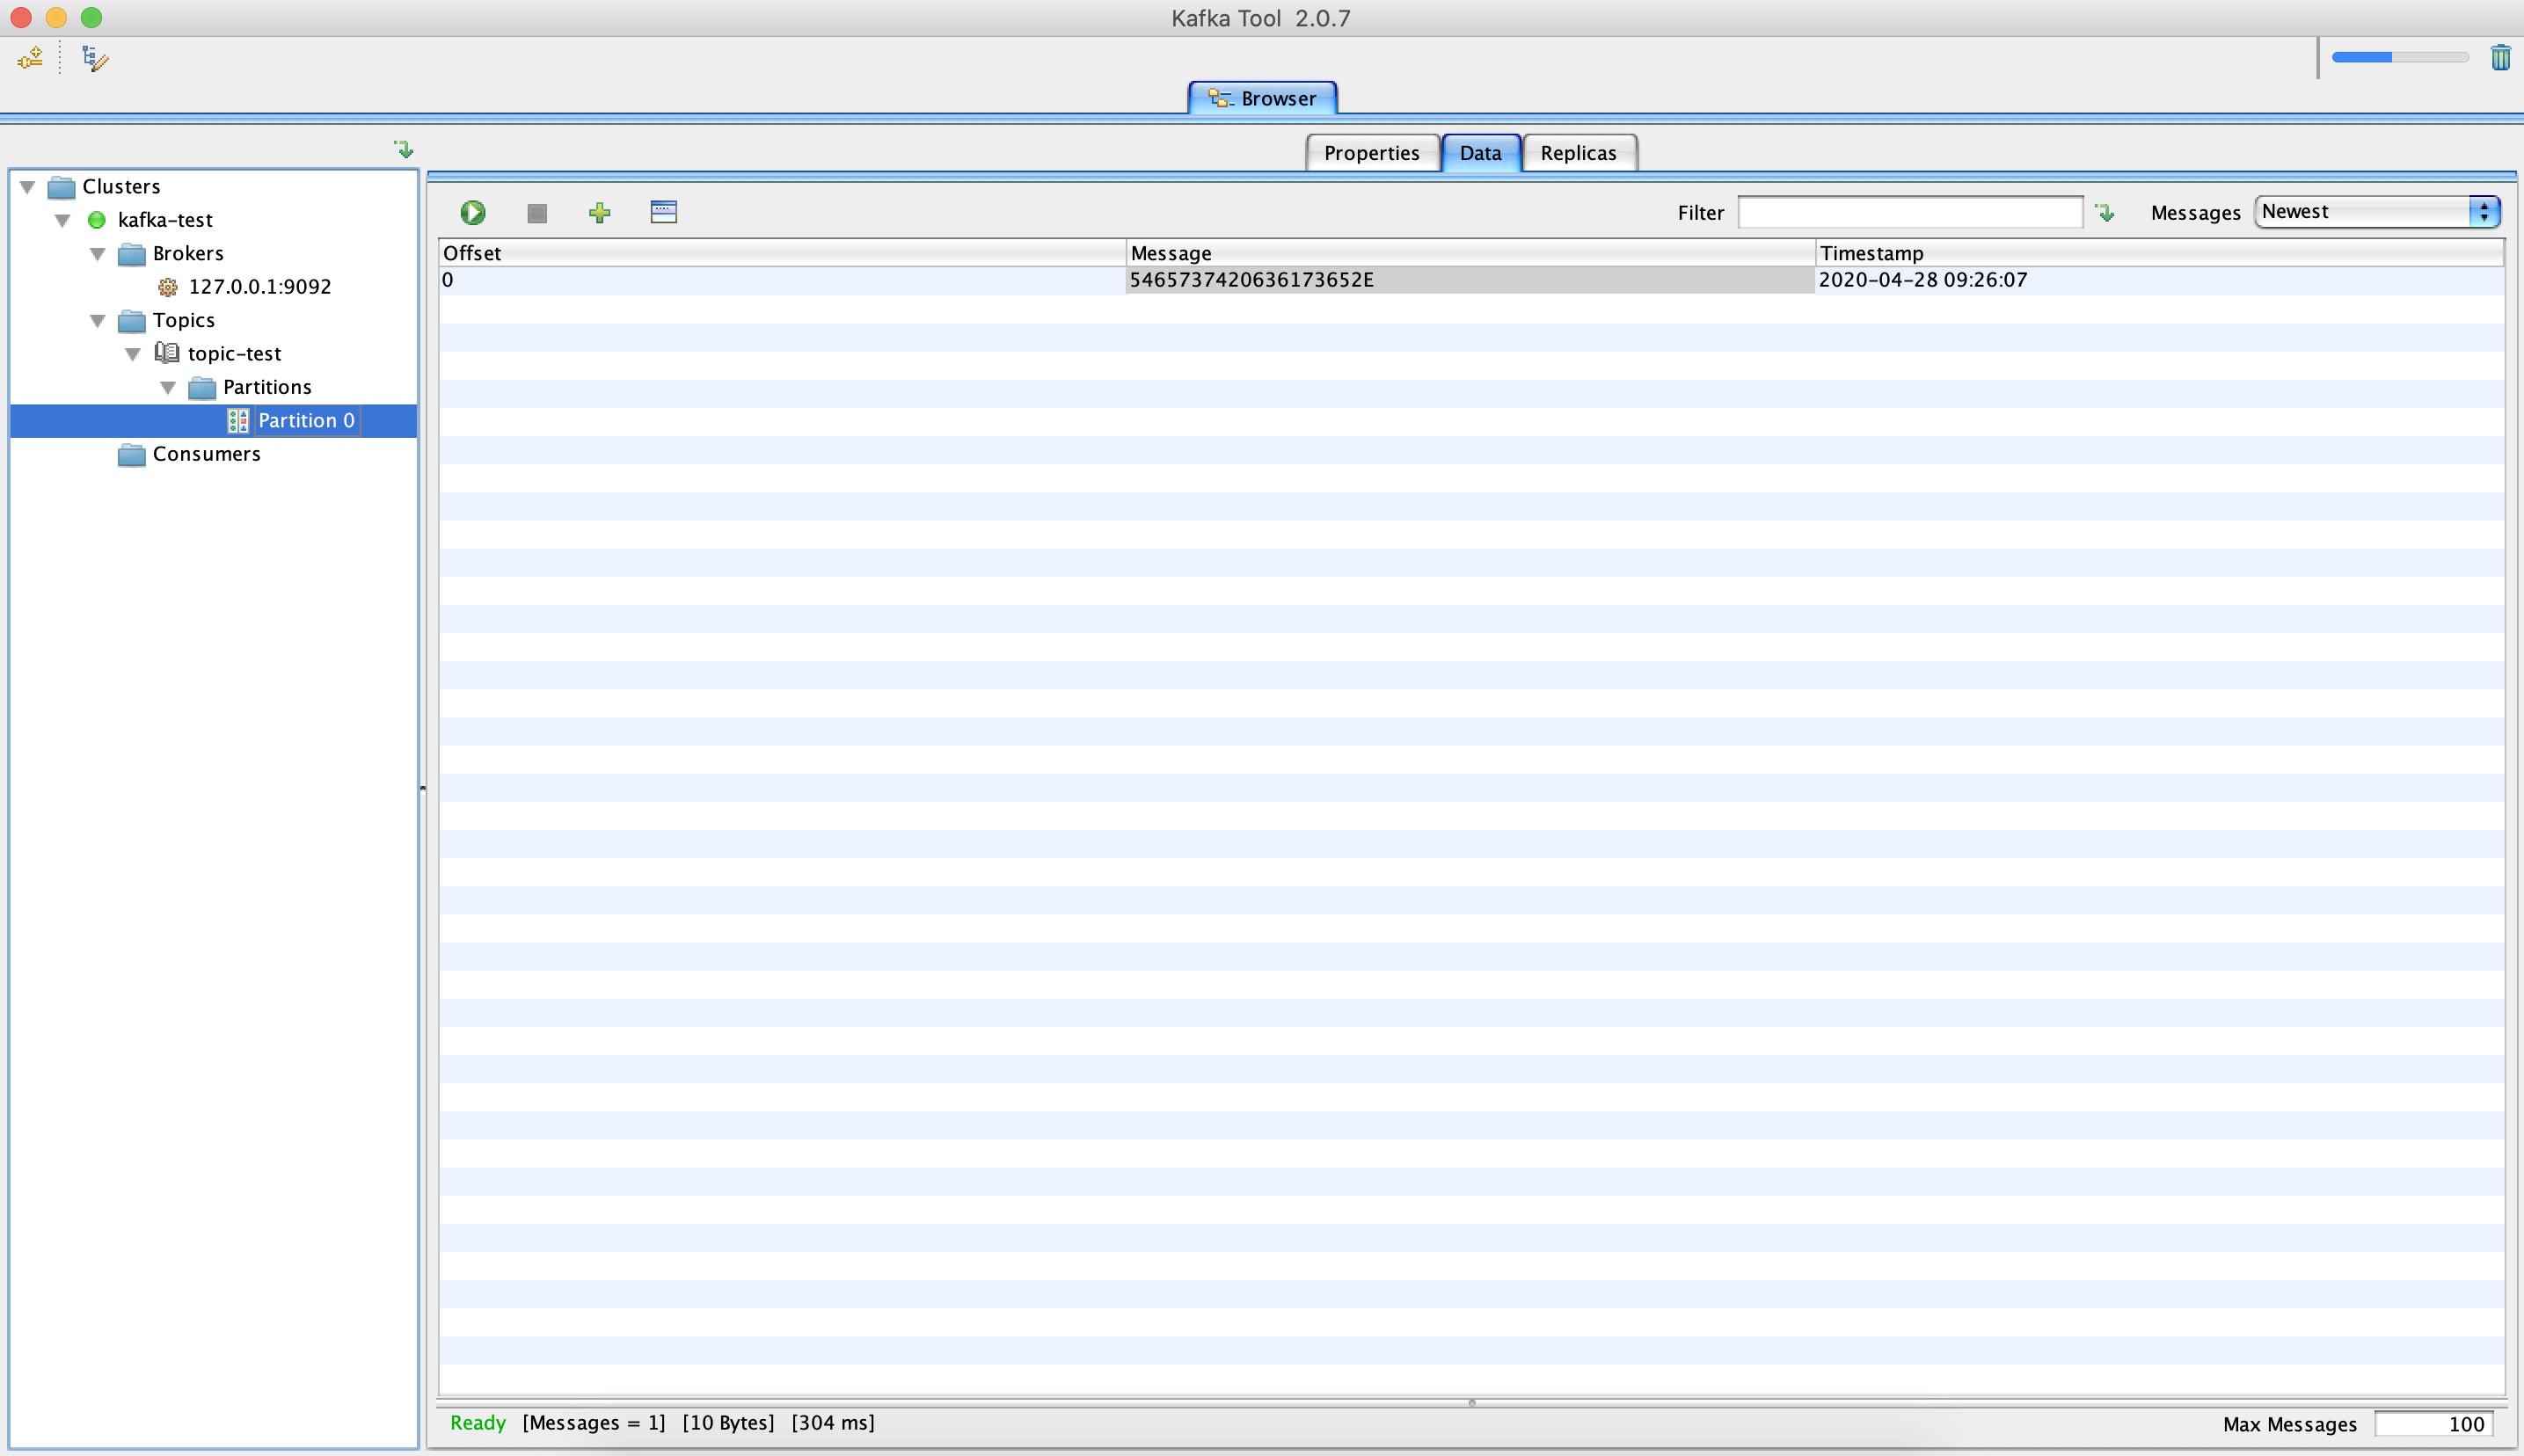 Kafka Tool 2.0.7
Browser
Properties Data Replicas
Clusters
kafka-test
Brokers
127.0.0.1:9092
Topics
topic-test
Partitions
Partition 0
Consumers
Filter Messages Newest
Offset Message Timestamp
0 5465737420636173652E 2020-04-28 09:26:07
Ready [Messages = 1] [10 Bytes] [304 ms] Max Messages 100